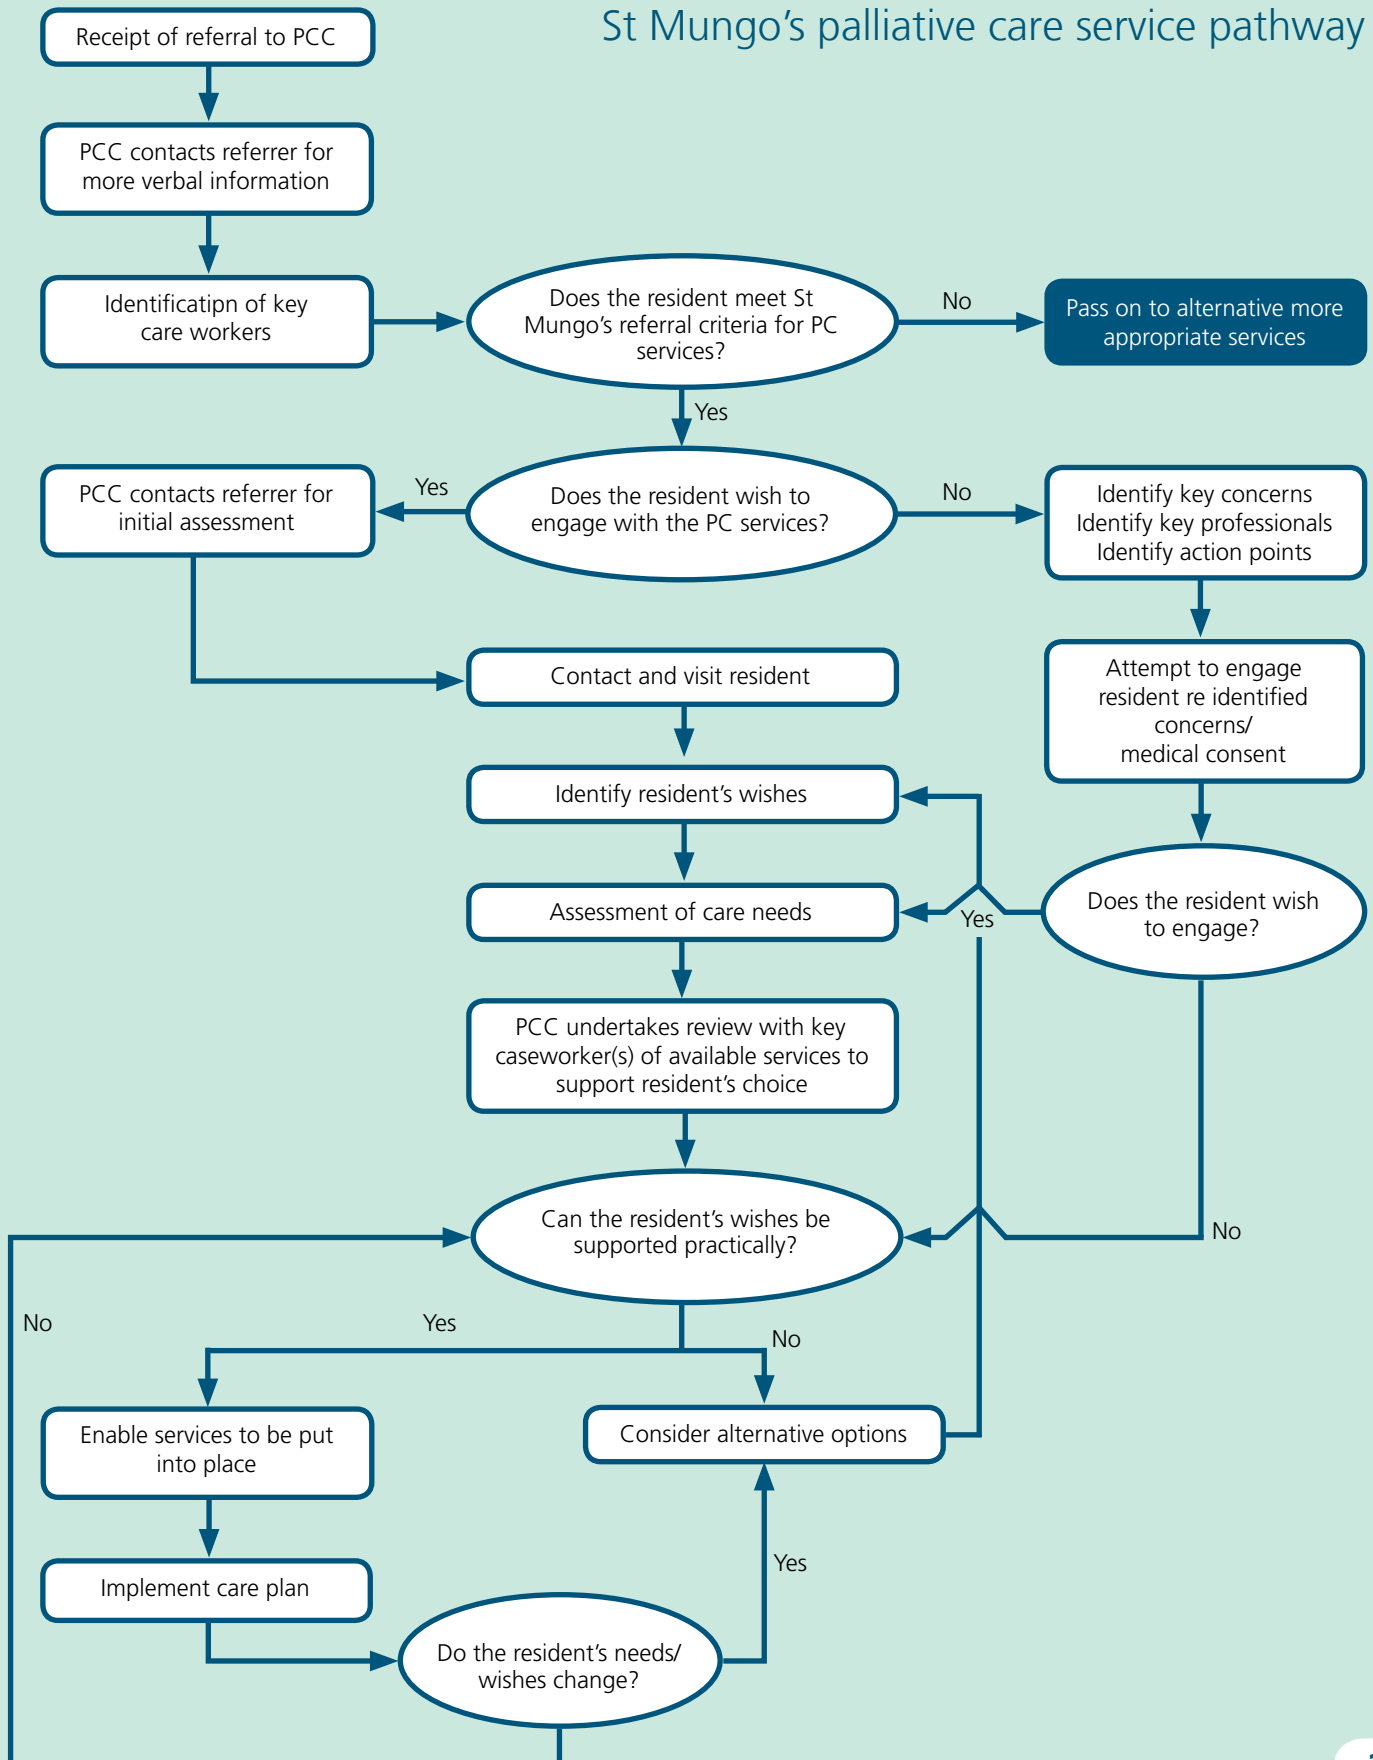 St Mungo's palliative care service pathway
Receipt of referral to PCC
PCC contacts referrer for
more verbal information
Identificatipn of key
care workers
Does the resident meet St
Mungo's referral criteria for PC
services?
No
Pass on to alternative more
appropriate services
Yes
Does the resident wish to
engage with the PC services?
Yes
PCC contacts referrer for
initial assessment
No
Identify key concerns
Identify key professionals
Identify action points
Attempt to engage
resident re identified
concerns/
medical consent
Contact and visit resident
Identify resident's wishes
Assessment of care needs
Yes
Does the resident wish
to engage?
PCC undertakes review with key
caseworker(s) of available services to
support resident's choice
Can the resident's wishes be
supported practically?
No
No
Yes
No
Enable services to be put
into place
Consider alternative options
Implement care plan
Yes
Do the resident's needs/
wishes change?